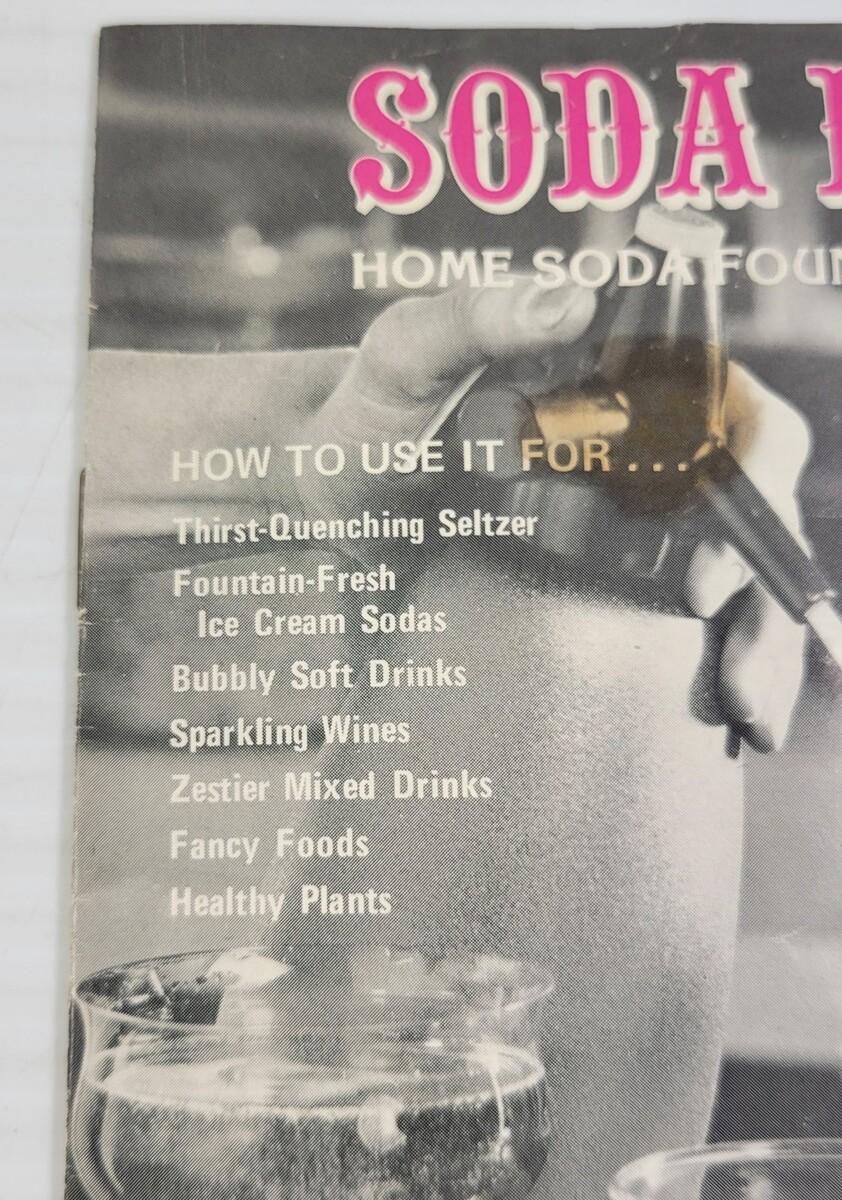 SODA
HOME SODA
HOW TO USE IT FOR . . .
Thirst-Quenching Seltzer
Fountain-Fresh
Ice Cream Sodas
Bubbly Soft Drinks
Sparkling Wines
Zestier Mixed Drinks
Fancy Foods
Healthy Plants